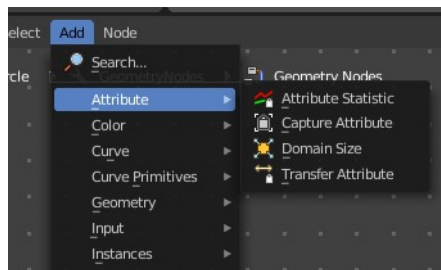 elect Add Node
rcle GeometryNodes Geometry Nodes
Search...
Attribute
Attribute Statistic
Color
Capture Attribute
Curve
Domain Size
Curve Primitives
Transfer Attribute
Geometry
Input
Instances